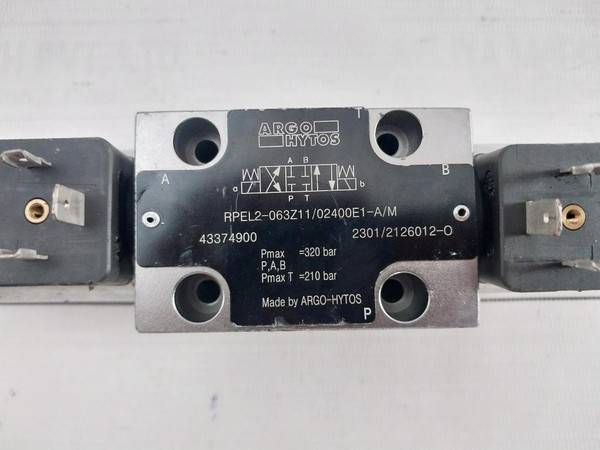 T
ARGO
HYTOS
A
B
A B
a
b
P T
RPEL2-063Z11/02400E1-A/M
43374900
2301/2126012-O
Pmax =320 bar
P,A,B
Pmax T =210 bar
Made by ARGO-HYTOS
P